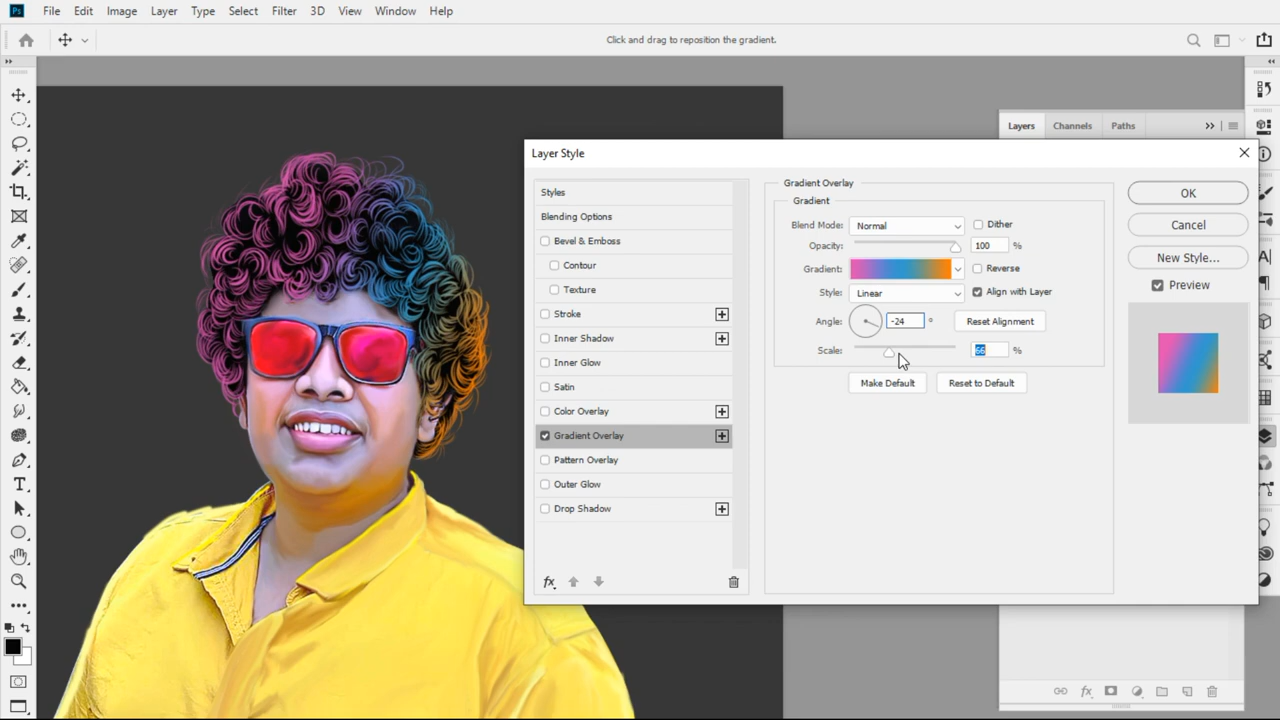 Ps File Edit Image Layer Type Select Filter 3D View Window Help
Click and drag to reposition the gradient.
Layers Channels Paths
Layer Style
Styles
Blending Options
Bevel & Emboss
Contour
Texture
Stroke
Inner Shadow
Inner Glow
Satin
Color Overlay
Gradient Overlay
Pattern Overlay
Outer Glow
Drop Shadow
fx
Gradient Overlay
Gradient
Blend Mode: Normal Dither
Opacity: 100 %
Gradient: Reverse
Style: Linear Align with Layer
Angle: -24 ° Reset Alignment
Scale: 66 %
Make Default Reset to Default
OK
Cancel
New Style...
Preview
fx